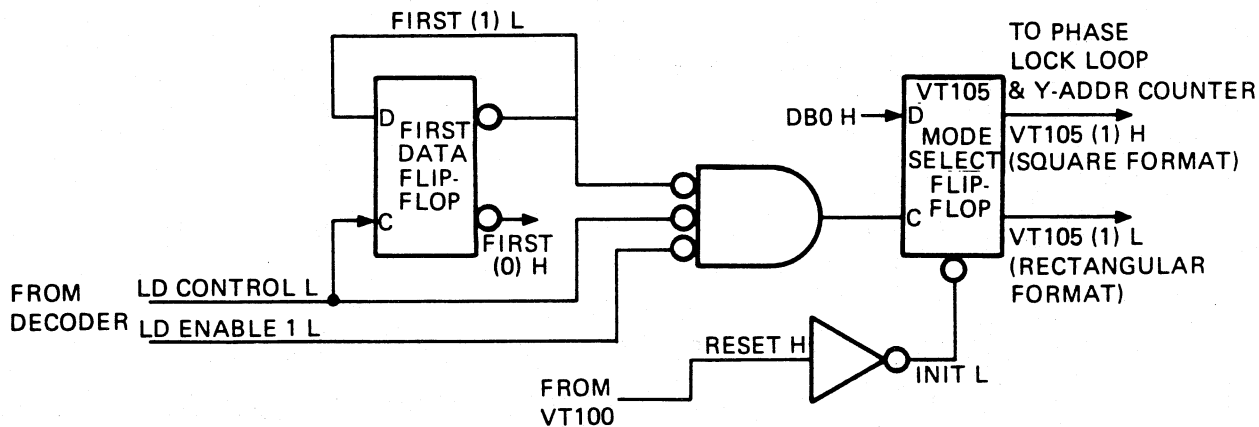 FIRST (1) L
D
FIRST
DATA
FLIP-
FLOP
C
FIRST
(0) H
FROM
DECODER
LD CONTROL L
LD ENABLE 1 L
DB0 H
VT105
D
MODE
SELECT
FLIP-
FLOP
C
TO PHASE
LOCK LOOP
& Y-ADDR COUNTER
VT105 (1) H
(SQUARE FORMAT)
VT105 (1) L
(RECTANGULAR
FORMAT)
RESET H
INIT L
FROM
VT100